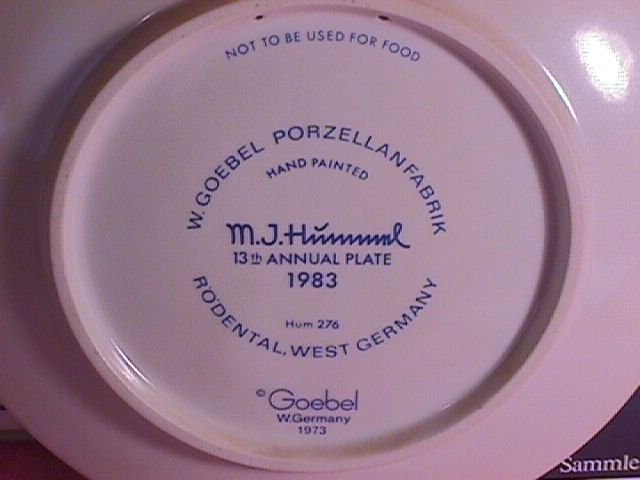 NOT TO BE USED FOR FOOD
W. GOEBEL PORZELLANFABRIK
HAND PAINTED
M.J.Hummel
13th ANNUAL PLATE
1983
Hum 276
RÖDENTAL, WEST GERMANY
© Goebel
W.Germany
1973
Sammle